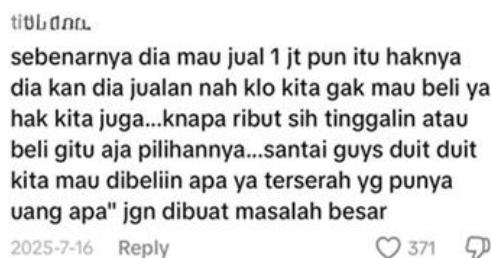 sebenarnya dia mau jual 1 jt pun itu haknya
dia kan dia jualan nah klo kita gak mau beli ya
hak kita juga...knapa ribut sih tinggalin atau
beli gitu aja pilihannya...santai guys duit duit
kita mau dibeliin apa ya terserah yg punya
uang apa" jgn dibuat masalah besar
2025-7-16 Reply 371